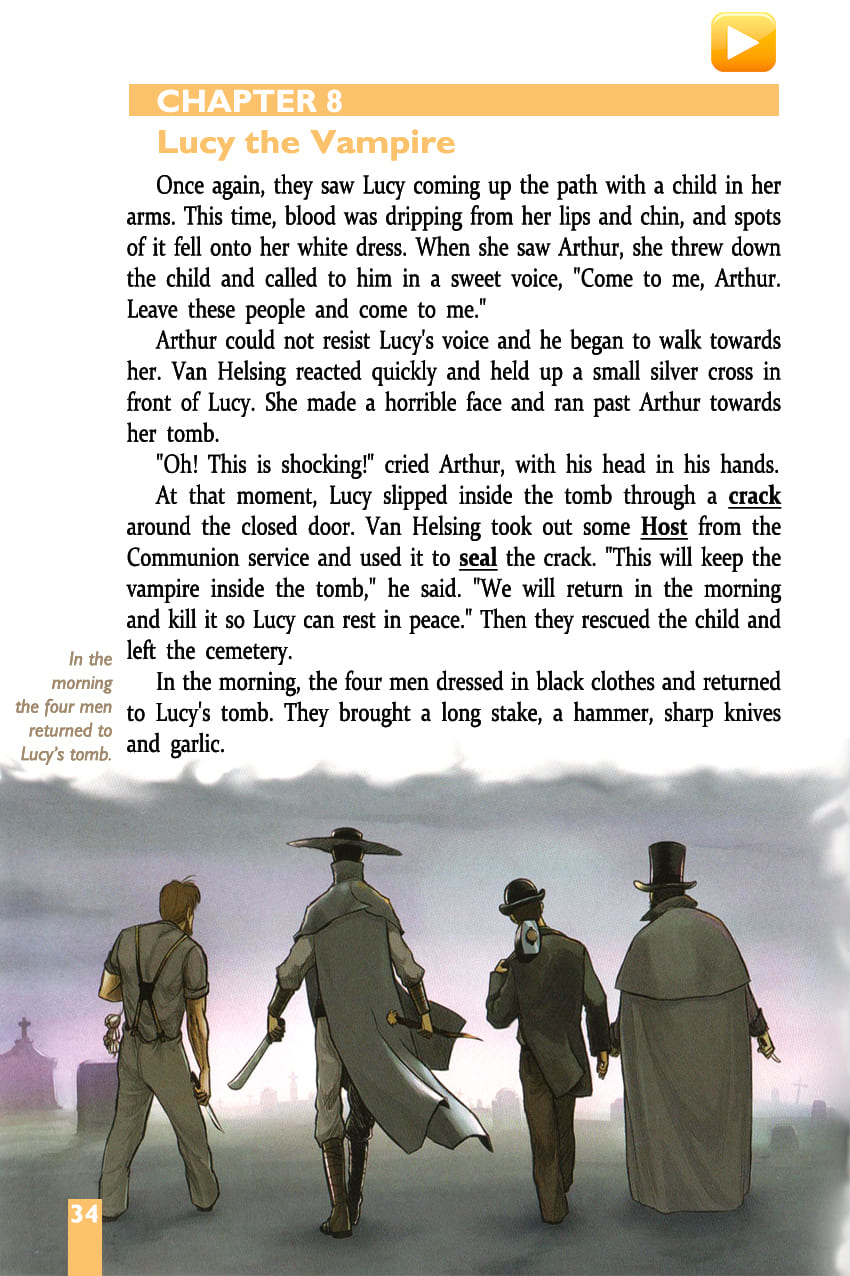 CHAPTER 8
Lucy the Vampire
Once again, they saw Lucy coming up the path with a child in her
arms. This time, blood was dripping from her lips and chin, and spots
of it fell onto her white dress. When she saw Arthur, she threw down
the child and called to him in a sweet voice, "Come to me, Arthur.
Leave these people and come to me."
Arthur could not resist Lucy's voice and he began to walk towards
her. Van Helsing reacted quickly and held up a small silver cross in
front of Lucy. She made a horrible face and ran past Arthur towards
her tomb.
"Oh! This is shocking!" cried Arthur, with his head in his hands.
At that moment, Lucy slipped inside the tomb through a crack
around the closed door. Van Helsing took out some Host from the
Communion service and used it to seal the crack. "This will keep the
vampire inside the tomb," he said. "We will return in the morning
and kill it so Lucy can rest in peace." Then they rescued the child and
left the cemetery.
In the morning, the four men dressed in black clothes and returned
to Lucy's tomb. They brought a long stake, a hammer, sharp knives
and garlic.
In the
morning
the four men
returned to
Lucy's tomb.
34